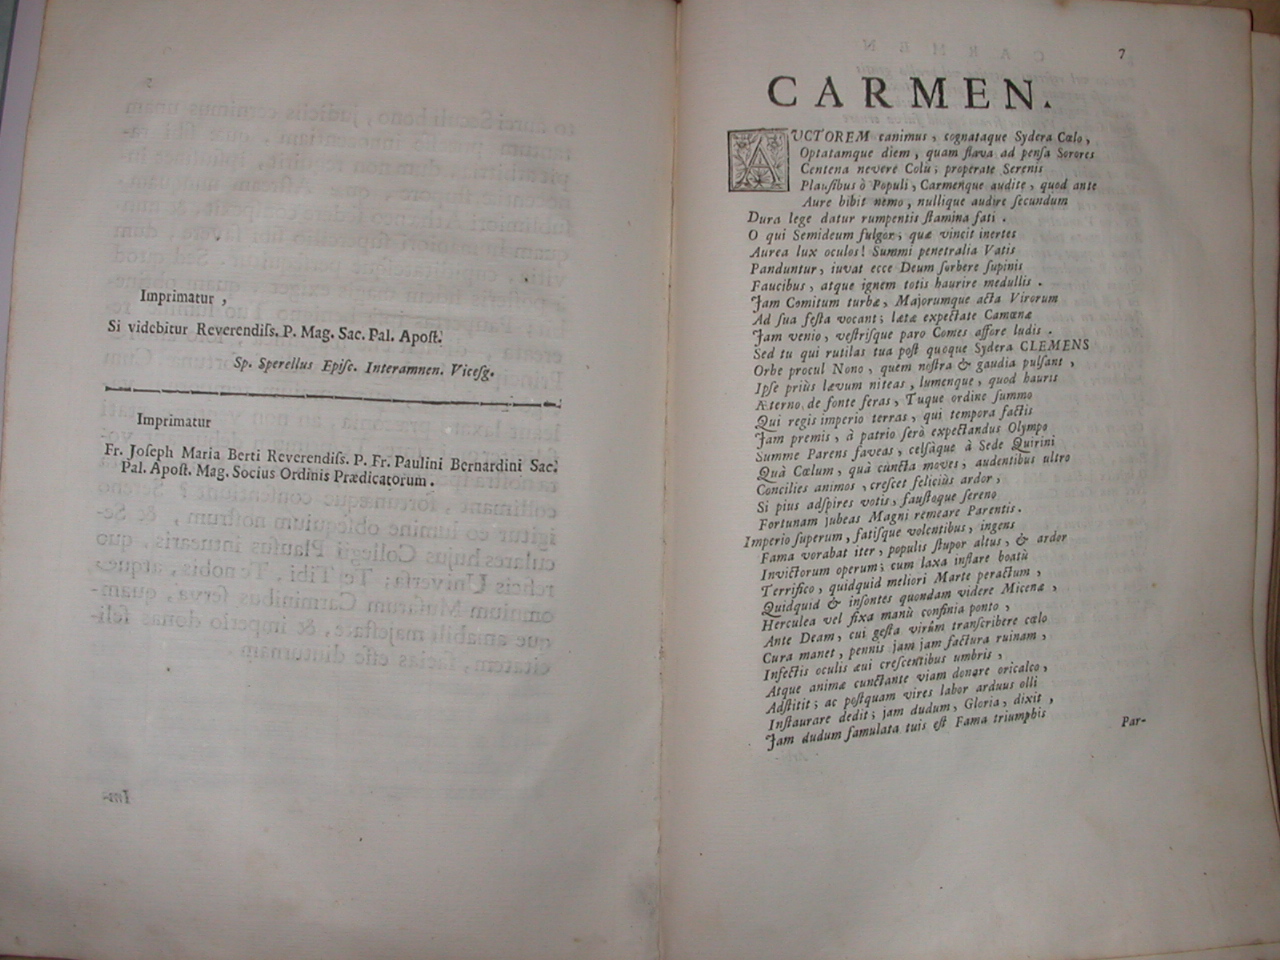 Imprimatur,
Si videbitur Reverendiſs. P. Mag. Sac. Pal. Apoſt.
Sp. Sperellus Epiſc. Interamnen. Viceſg.
Imprimatur
Fr. Joſeph Maria Berti Reverendiſs. P. Fr. Paulini Bernardini Sac.
Pal. Apoſt. Mag. Socius Ordinis Prædicatorum.
7
CARMEN.
AUCTOREM canimus, cognataque Sydera Cœlo,
Optatamque diem, quam flava ad penſa Sorores
Centena nevere Colu; properate Serenis
Plauſibus ò Populi, Carmenque audite, quod ante
Aure bibit nemo, nullique audire ſecundum
Dura lege datur rumpentis ſtamina fati.
O qui Semideum fulgor; quæ vincit inertes
Aurea lux oculos! Summi penetralia Vatis
Panduntur, iuvat ecce Deum ſorbere ſupinis
Faucibus, atque ignem totis haurire medullis.
Jam Comitum turbæ, Majorumque acta Virorum
Ad ſua feſta vocant; lætæ expectate Camœnæ
Jam venio, veſtriſque paro Comes affore ludis.
Sed tu qui rutilas tua poſt quoque Sydera CLEMENS
Orbe procul Nono, quem noſtra & gaudia pulſant,
Ipſe priùs lævum niteas, lumenque, quod hauris
Æterno de fonte feras, Tuque ordine ſummo
Qui regis imperio terras, qui tempora factis
Jam premis, à patrio ſerò expectandus Olympo
Summe Parens faveas, celſâque à Sede Quirini
Quà Cœlum, quà cuncta moves, audentibus ultro
Concilies animos, creſcet feliciùs ardor,
Si pius adſpires votis, fauſtoque ſereno
Fortunam jubeas Magni remeare Parentis.
Imperio ſuperum, fatiſque volentibus, ingens
Fama vorabat iter, populis ſtupor altus, & ardor
Invictorum operum; cum laxa inflare boatù
Terrifico, quidquid meliori Marte peractum,
Quidquid & inſontes quondam videre Micenæ,
Herculea vel fixa manù confinia ponto,
Ante Deam, cui geſta virûm tranſcribere cœlo
Cura manet, pennis jam jam factura ruinam,
Infectis oculis æui creſcentibus umbris,
Atque animæ cunctante viam donare oricalco,
Adſtitit; ac poſtquam vires labor arduus olli
Inſtaurare dedit; jam dudum, Gloria, dixit,
Jam dudum famulata tuis eſt Fama triumphis
Par-